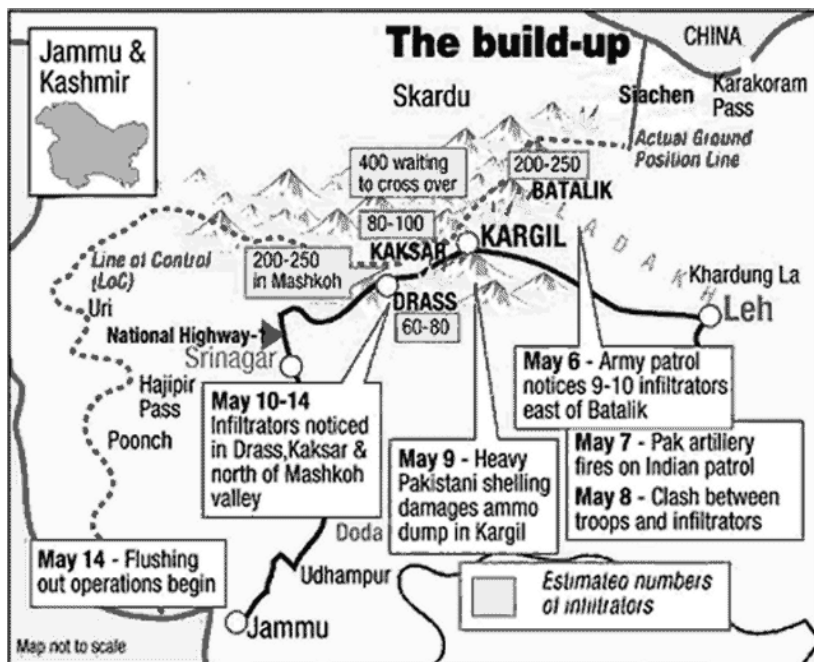 The build-up
Jammu &
Kashmir
CHINA
Skardu
Siachen
Karakoram
Pass
Actual Ground
Position Line
400 waiting
to cross over
200-250
BATALIK
80-100
KAKSAR
KARGIL
LADAKH
Line of Control
(LoC)
200-250
in Mashkoh
Khardung La
Leh
Uri
DRASS
60-80
National Highway-1
Srinagar
Hajipir
Pass
Poonch
May 6 - Army patrol
notices 9-10 infiltrators
east of Batalik
May 10-14
Infiltrators noticed
in Drass,Kaksar &
north of Mashkoh
valley
May 7 - Pak artillery
fires on Indian patrol
May 8 - Clash between
troops and infiltrators
May 9 - Heavy
Pakistani shelling
damages ammo
dump in Kargil
Doda
May 14 - Flushing
out operations begin
Udhampur
Jammu
Estimated numbers
of infiltrators
Map not to scale